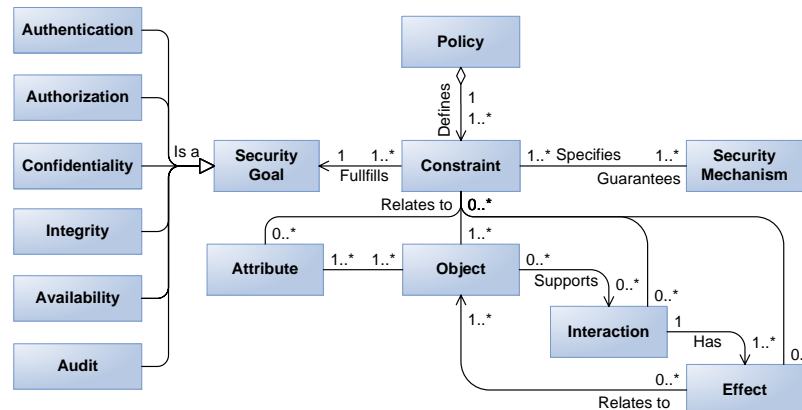 Authentication
Authorization
Confidentiality
Integrity
Availability
Audit
Is a
Security
Goal
Policy
Defines
1
1..*
1
1..*
Fullfills
Constraint
1..*
Specifies
1..*
Guarantees
Security
Mechanism
Relates to
0..*
0..*
1..*
Attribute
1..*
1..*
Object
0..*
Supports
0..*
0..*
Interaction
1
Has
1..*
1..*
0..*
Relates to
0..
Effect